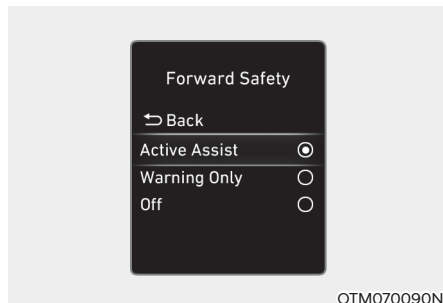 Forward Safety
Back
Active Assist
Warning Only
Off
OTM070090N